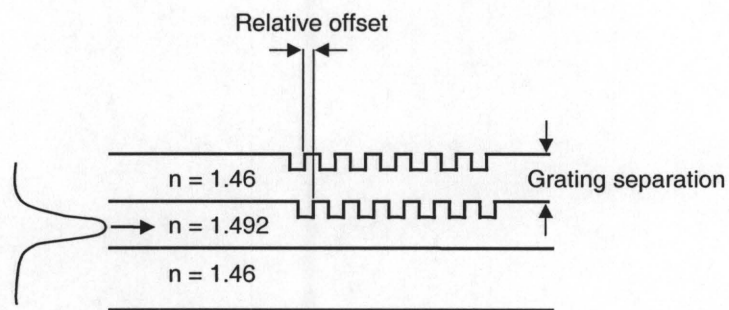 Relative offset
n = 1.46
Grating separation
n = 1.492
n = 1.46